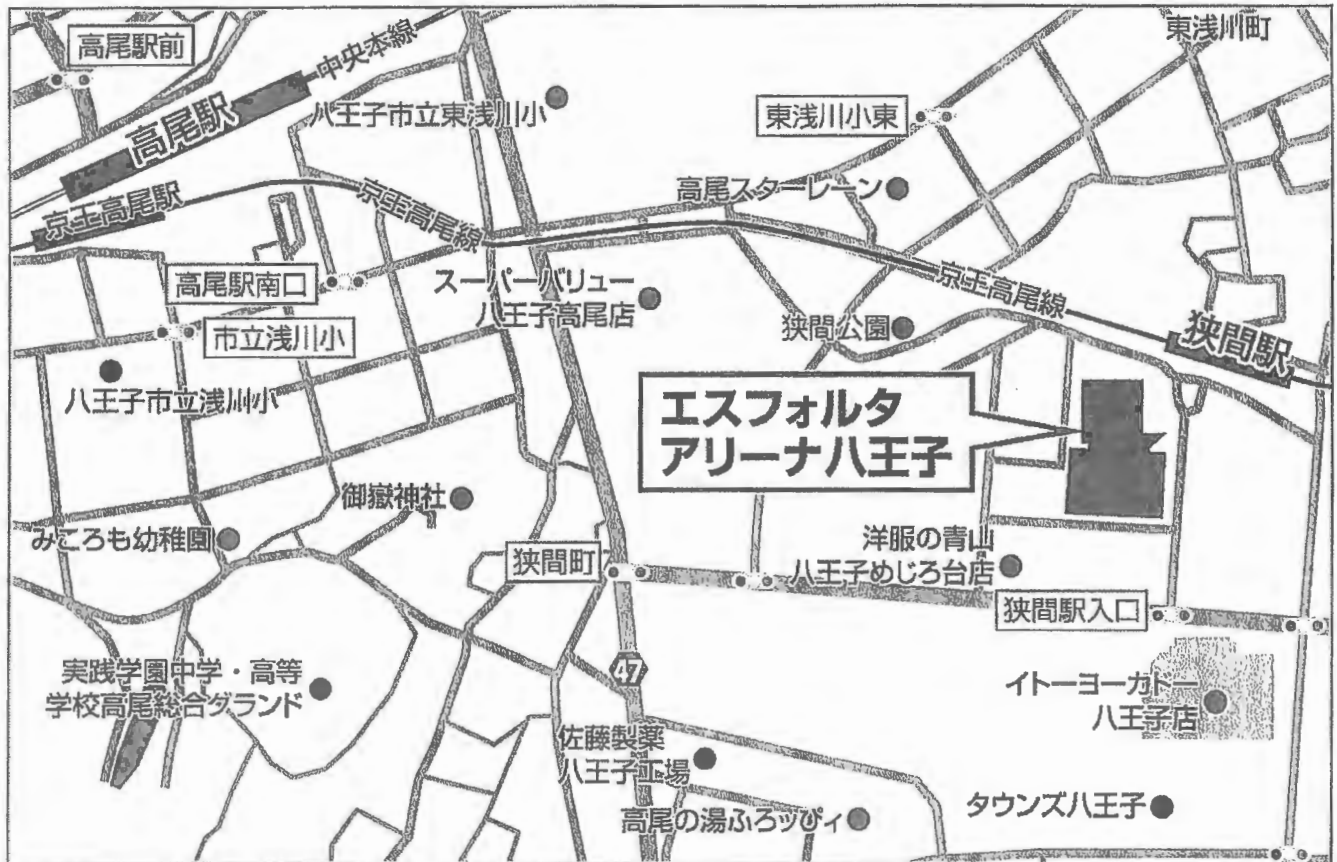 高尾駅前
中央本線
東浅川町
高尾駅
八王子市立東浅川小
東浅川小東
京王高尾駅
京王高尾線
高尾スターレーン
高尾駅南口
スーパーバリュー
八王子高尾店
京王高尾線
市立浅川小
狭間公園
狭間駅
八王子市立浅川小
エスフォルタ
アリーナ八王子
御嶽神社
みころも幼稚園
狭間町
洋服の青山
八王子めじろ台店
狭間駅入口
実践学園中学・高等
学校高尾総合グランド
47
イトーヨーカドー
八王子店
佐藤製薬
八王子工場
高尾の湯ふろッぴィ
タウンズ八王子